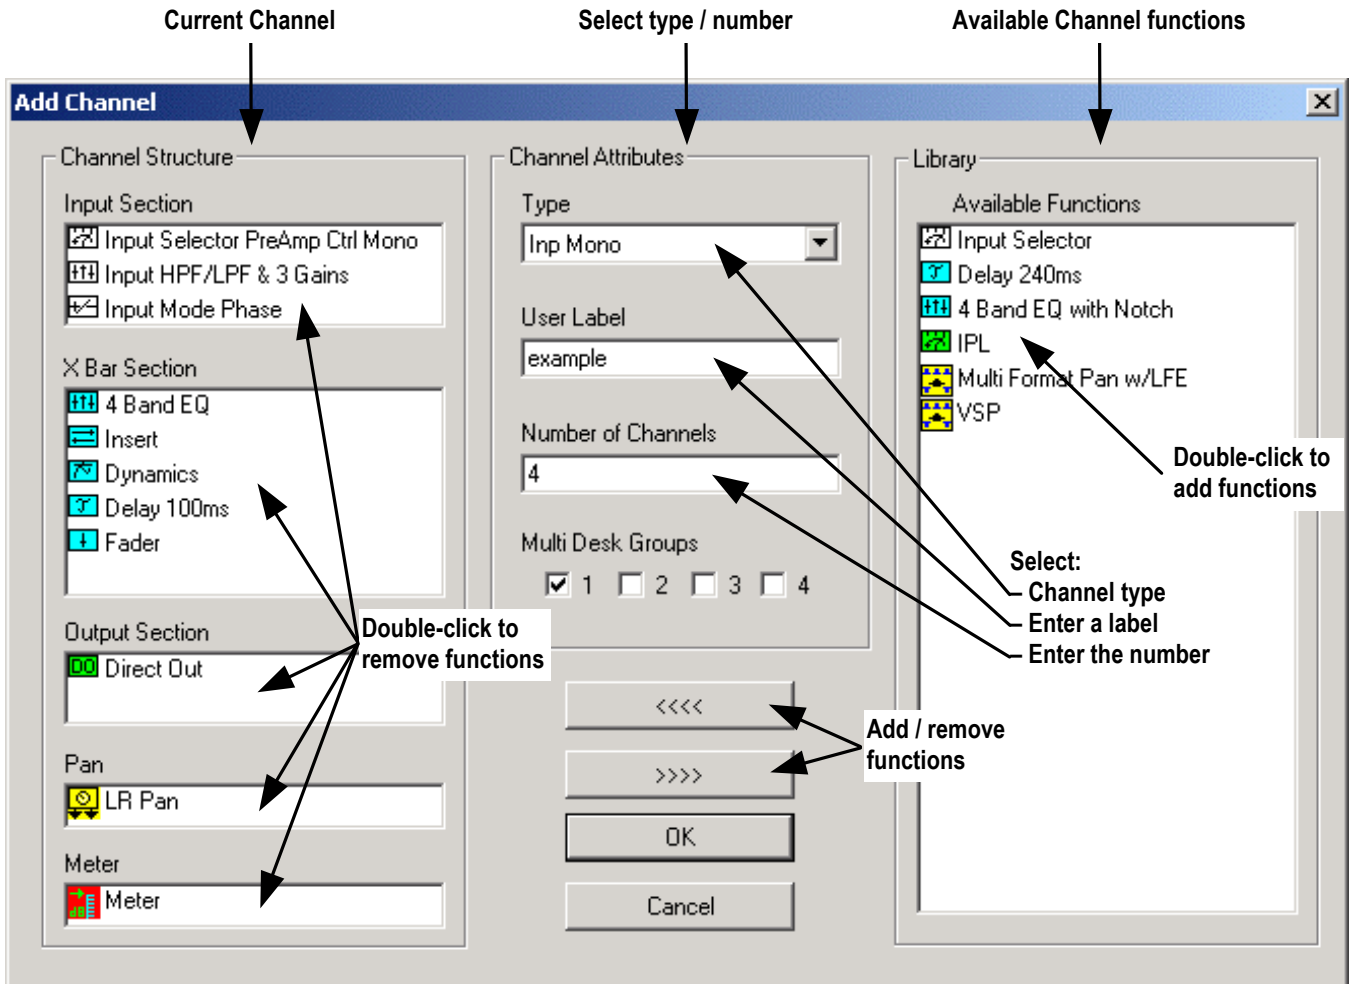 Current Channel
Select type / number
Available Channel functions
Add Channel
Channel Structure
Input Section
Input Selector PreAmp Ctrl Mono
Input HPF/LPF & 3 Gains
Input Mode Phase
X Bar Section
4 Band EQ
Insert
Dynamics
Delay 100ms
Fader
Output Section
DO Direct Out
Pan
LR Pan
Meter
dB Meter
Double-click to
remove functions
Channel Attributes
Type
Inp Mono
User Label
example
Number of Channels
4
Multi Desk Groups
1 2 3 4
<<<<
>>>>
OK
Cancel
Add / remove
functions
Library
Available Functions
Input Selector
Delay 240ms
4 Band EQ with Notch
IPL
Multi Format Pan w/LFE
VSP
Double-click to
add functions
Select:
– Channel type
– Enter a label
– Enter the number